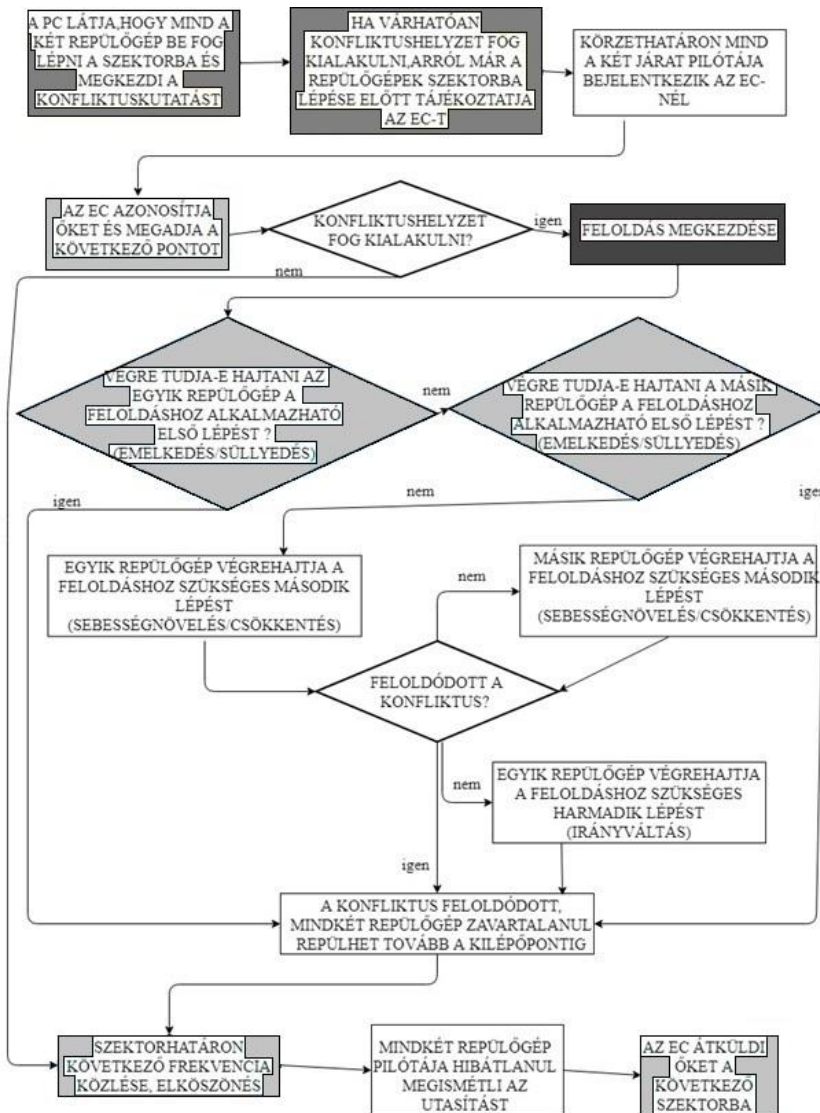 A PC LÁTJA,HOGY MIND A
KÉT REPÜLŐGÉP BE FOG
LÉPNI A SZEKTORBA ÉS
MEGKEZDI A
KONFLIKTUSKUTATÁST
HA VÁRHATÓAN
KONFLIKTUSHELYZET FOG
KIALAKULNI,ARRÓL MÁR A
REPÜLŐGÉPEK SZEKTORBA
LÉPÉSE ELŐTT TÁJÉKOZTATJA
AZ EC-T
KÖRZETHATÁRON MIND
A KÉT JÁRAT PILÓTÁJA
BEJELENTKEZIK AZ EC-
NÉL
AZ EC AZONOSÍTJA
ŐKET ÉS MEGADJA A
KÖVETKEZŐ PONTOT
KONFLIKTUSHELYZET
FOG KIALAKULNI?
igen
FELOLDÁS MEGKEZDÉSE
nem
VÉGRE TUDJA-E HAJTANI AZ
EGYIK REPÜLŐGÉP A
FELOLDÁSHOZ ALKALMAZHATÓ
ELSŐ LÉPÉST ?
(EMELKEDÉS/SÜLLYEDÉS)
nem
VÉGRE TUDJA-E HAJTANI A MÁSIK
REPÜLŐGÉP A FELOLDÁSHOZ
ALKALMAZHATÓ ELSŐ LÉPÉST ?
(EMELKEDÉS/SÜLLYEDÉS)
igen
nem
igen
EGYIK REPÜLŐGÉP VÉGREHAJTJA A
FELOLDÁSHOZ SZÜKSÉGES MÁSODIK
LÉPÉST
(SEBESSÉGNÖVELÉS/CSÖKKENTÉS)
nem
MÁSIK REPÜLŐGÉP VÉGREHAJTJA A
FELOLDÁSHOZ SZÜKSÉGES MÁSODIK
LÉPÉST
(SEBESSÉGNÖVELÉS/CSÖKKENTÉS)
FELOLDÓDOTT A
KONFLIKTUS?
nem
EGYIK REPÜLŐGÉP VÉGREHAJTJA
A FELOLDÁSHOZ SZÜKSÉGES
HARMADIK LÉPÉST
(IRÁNYVÁLTÁS)
igen
A KONFLIKTUS FELOLDÓDOTT,
MINDKÉT REPÜLŐGÉP ZAVARTALANUL
REPÜLHET TOVÁBB A KILÉPŐPONTIG
SZEKTORHATÁRON
KÖVETKEZŐ FREKVENCIA
KÖZLÉSE, ELKÖSZÖNÉS
MINDKÉT REPÜLŐGÉP
PILÓTÁJA HIBÁTLANUL
MEGISMÉTLI AZ
UTASÍTÁST
AZ EC ÁTKÜLDI
ŐKET A
KÖVETKEZŐ
SZEKTORBA